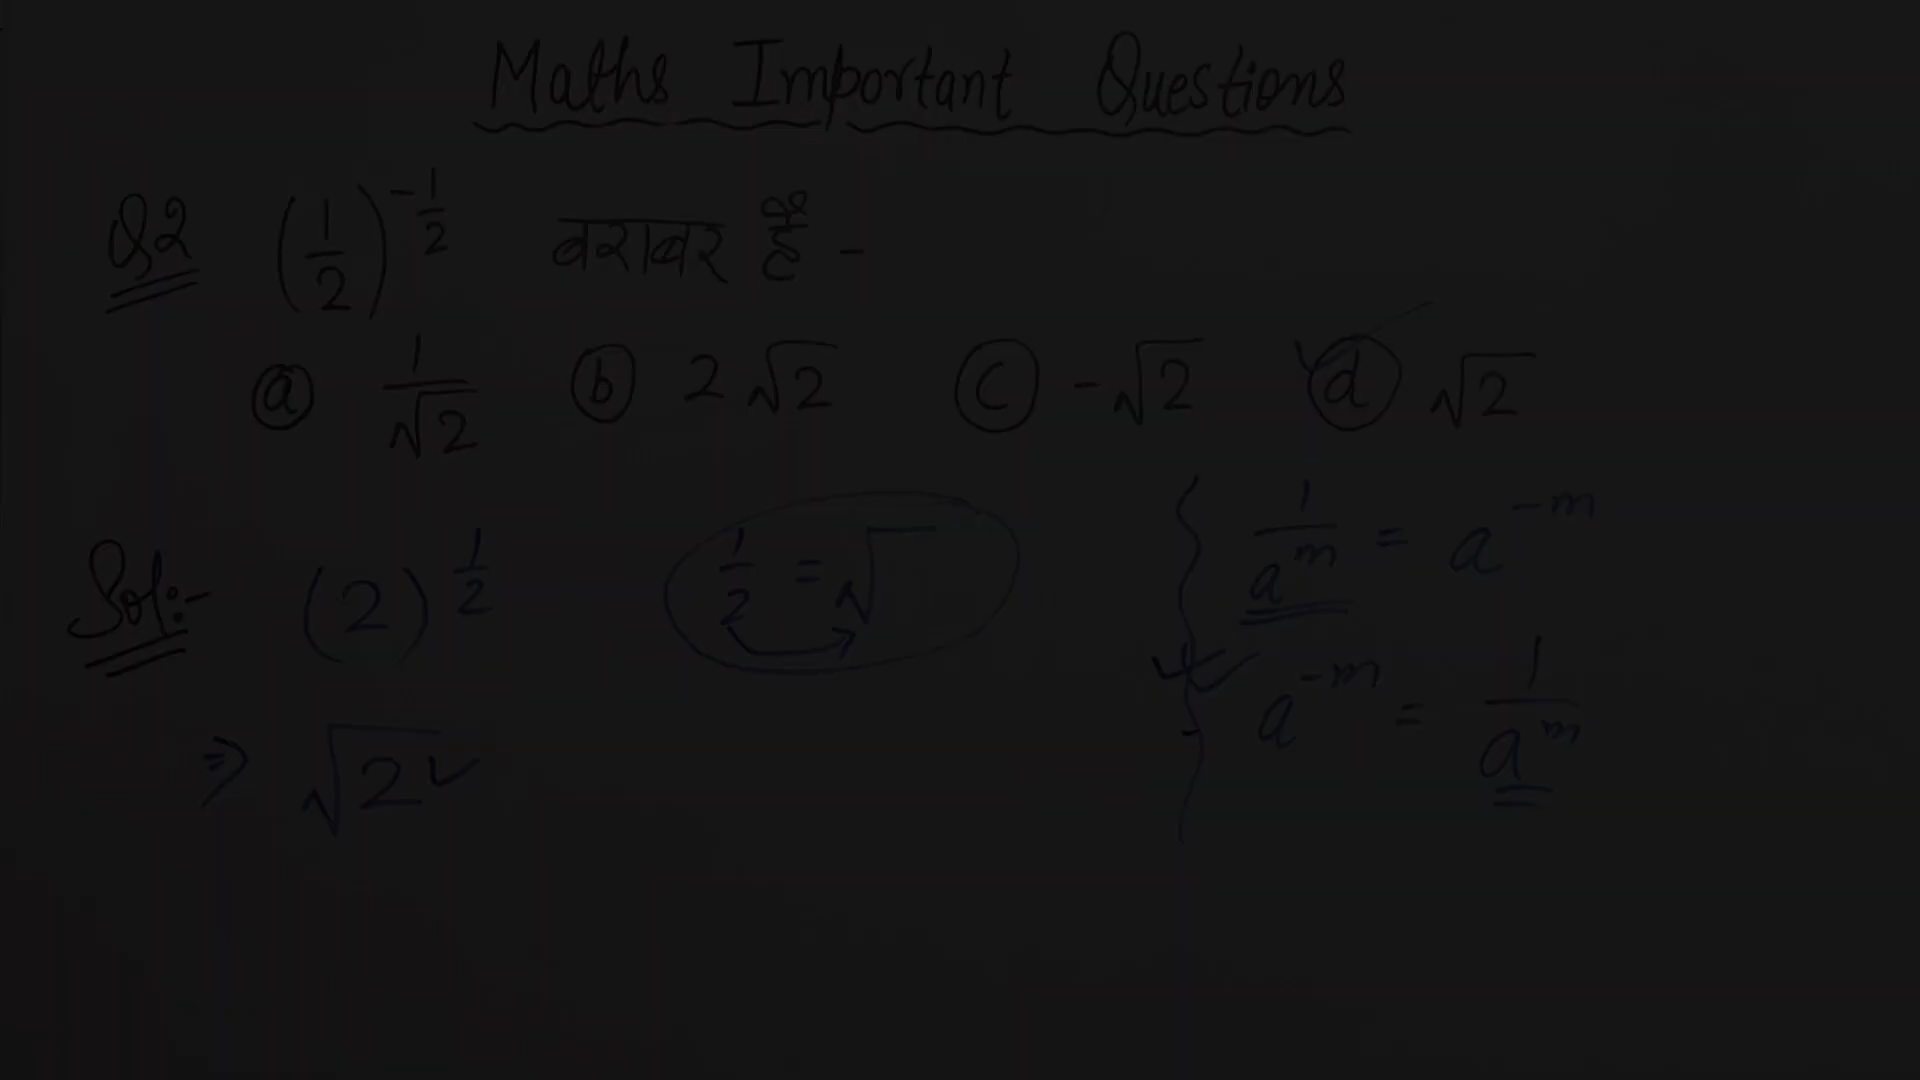 Maths Important Questions
Q2 (1/2)^-1/2 बराबर हैं -
(a) 1/√2 (b) 2√2 (c) -√2 (d) √2
Sol:- (2)^1/2 1/2 = √ 1/a^m = a^-m
a^-m = 1/a^m
⇒ √2